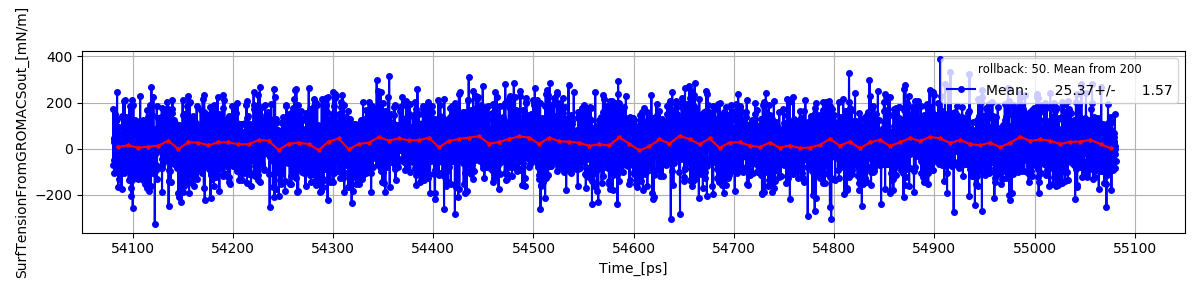 SurfTensionFromGROMACSout_[mN/m]
400
200
0
−200
rollback: 50. Mean from 200
Mean: 25.37+/- 1.57
54100 54200 54300 54400 54500 54600 54700 54800 54900 55000 55100
Time_[ps]